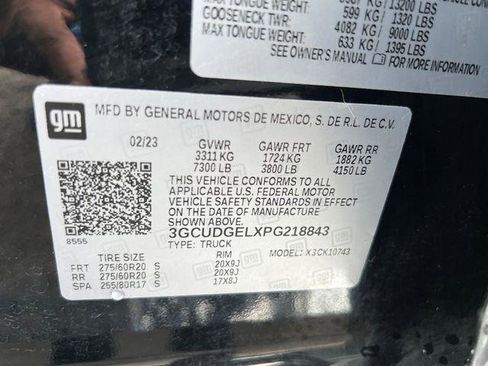 KG / 13200 LBS
GOOSENECK TWR: 599 KG / 1320 LBS
4082 KG / 9000 LBS
MAX TONGUE WEIGHT: 633 KG / 1395 LBS
SEE OWNER'S MANUAL FOR MORE INFORMATION
gm
MFD BY GENERAL MOTORS DE MEXICO, S. DE R.L. DE C.V.
02/23 GVWR GAWR FRT GAWR RR
3311 KG 1724 KG 1882 KG
7300 LB 3800 LB 4150 LB
THIS VEHICLE CONFORMS TO ALL
APPLICABLE U.S. FEDERAL MOTOR
VEHICLE SAFETY STANDARDS IN EFFECT
ON THE DATE OF MANUFACTURE
SHOWN ABOVE.
3GCUDGELXPG218843
8555
TYPE: TRUCK MODEL: X3CK10743
TIRE SIZE RIM
FRT 275/60R20 S 20X9J
RR 275/60R20 S 20X9J
SPA 255/80R17 S 17X8J